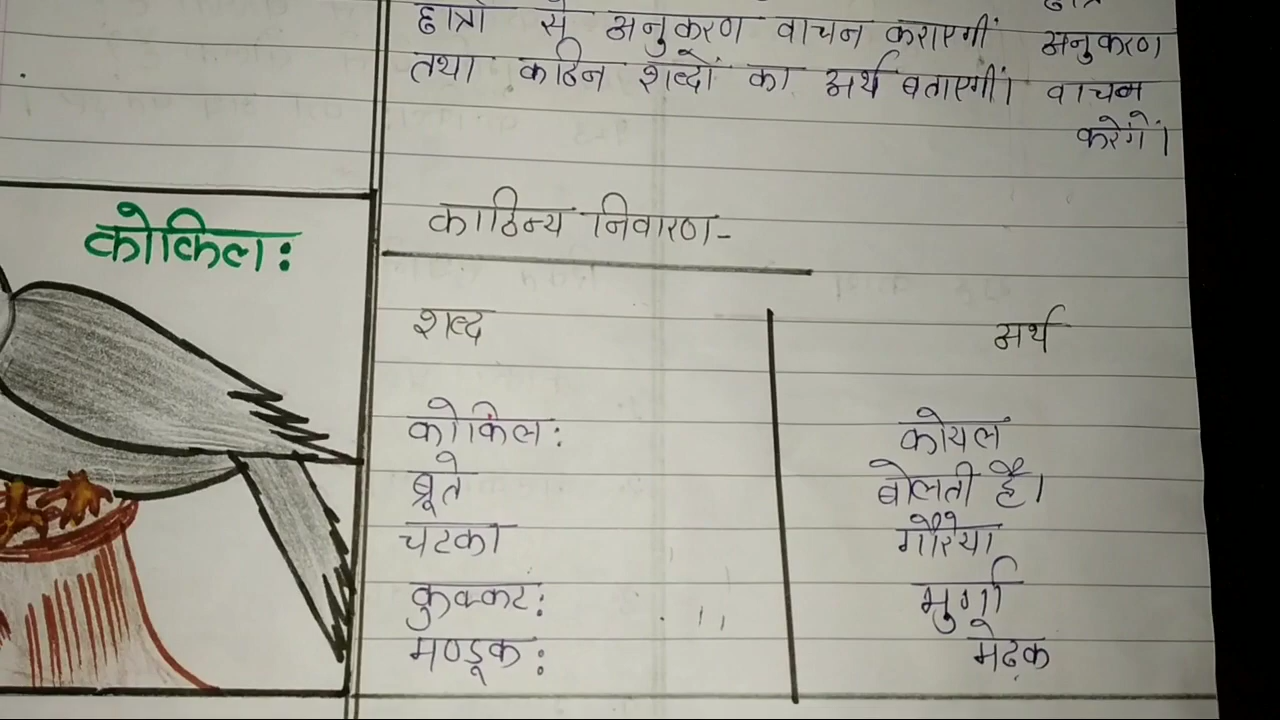 छात्रों से अनुकरण वाचन कराएगीं अनुकरण
तथा कठिन शब्दों का अर्थ बताएगीं। वाचन
करेगें।
कोकिल:
काठिन्य निवारण-
शब्द अर्थ
कोकिल: कोयल
ब्रूते बोलती है।
चटका गौरैया
कुक्कट: मुर्गा
मण्डूक: मेढ़क